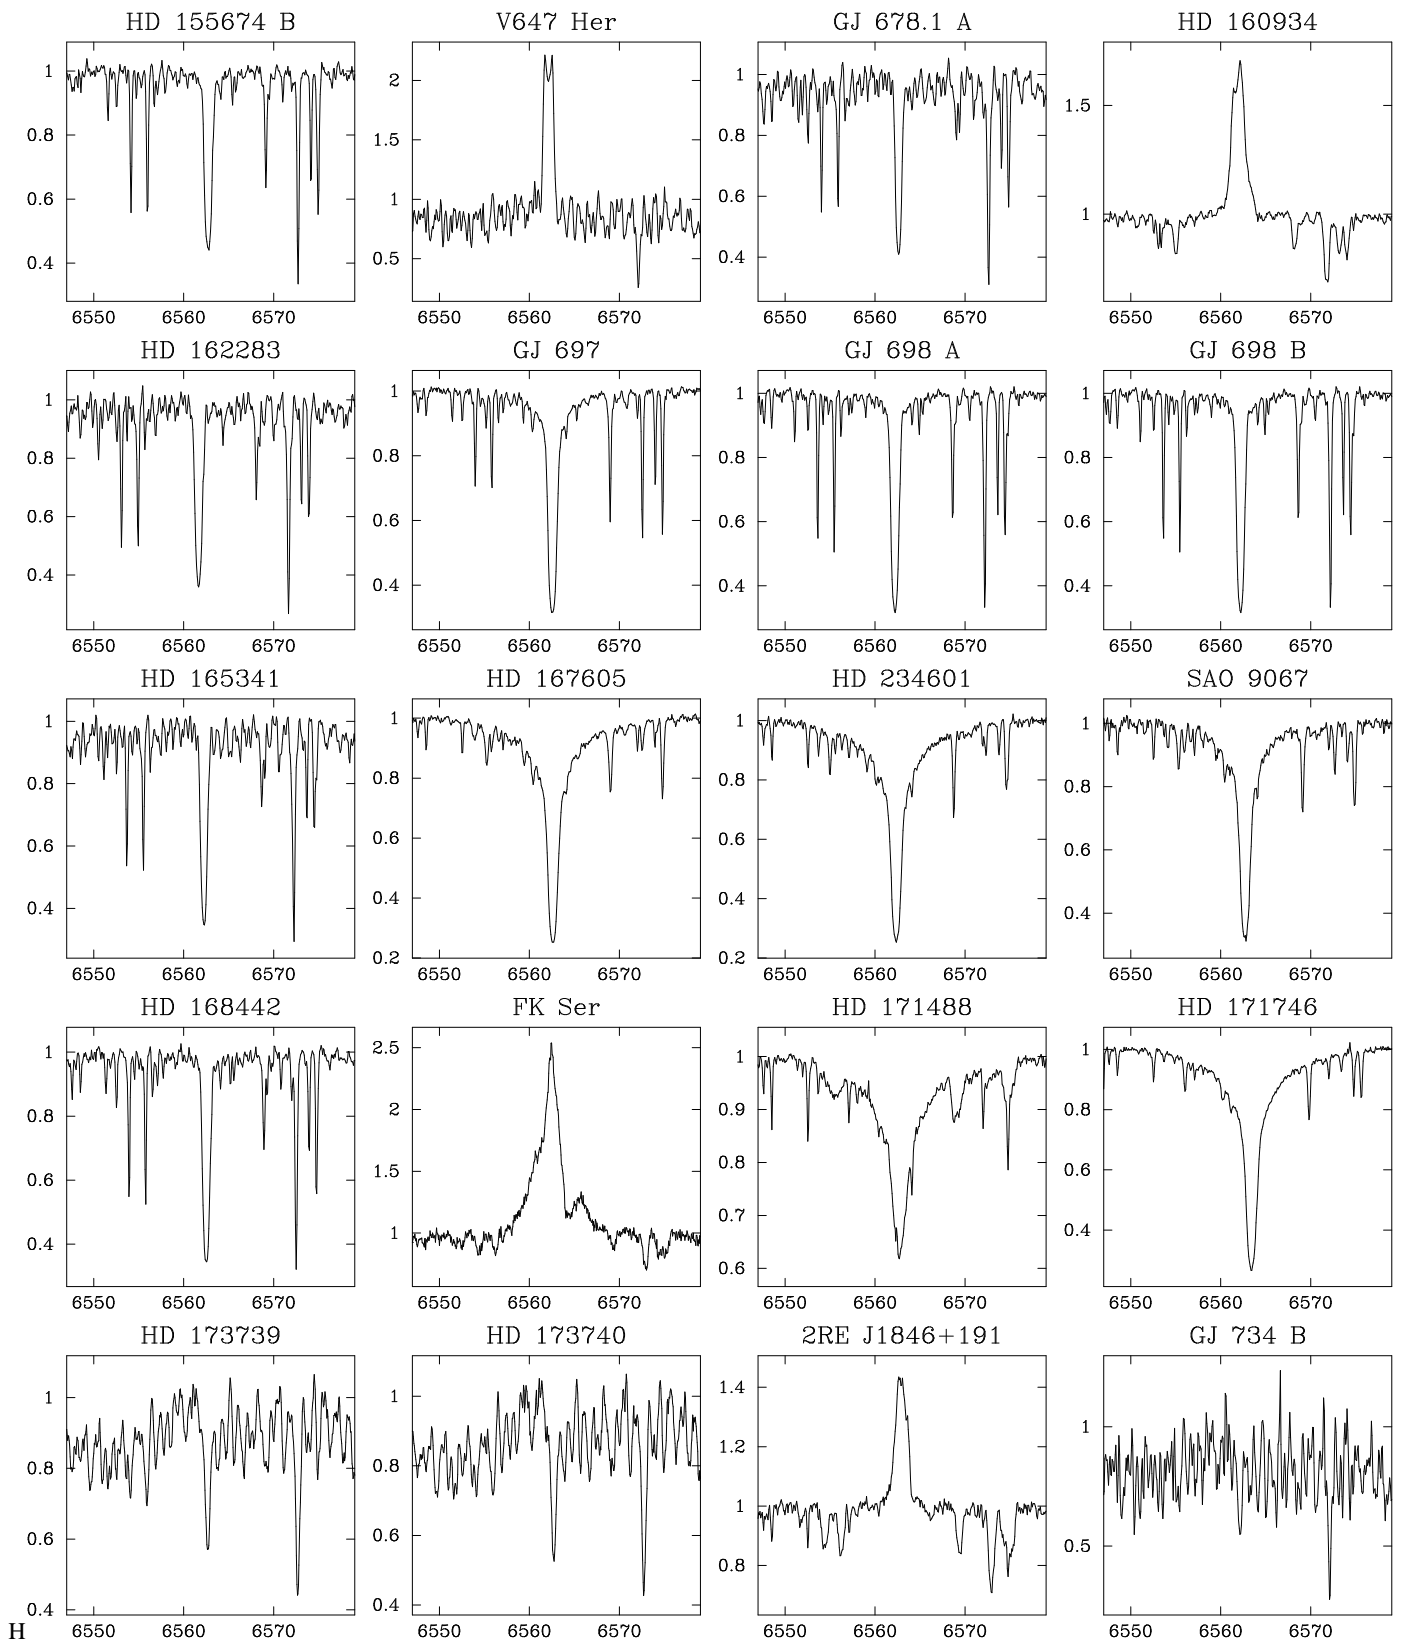 HD 155674 B V647 Her GJ 678.1 A HD 160934
1 0.8 0.6 0.4 2 1.5 1 0.5 1 0.8 0.6 0.4 1.5 1
6550 6560 6570 6550 6560 6570 6550 6560 6570 6550 6560 6570
HD 162283 GJ 697 GJ 698 A GJ 698 B
1 0.8 0.6 0.4 1 0.8 0.6 0.4 1 0.8 0.6 0.4 1 0.8 0.6 0.4
6550 6560 6570 6550 6560 6570 6550 6560 6570 6550 6560 6570
HD 165341 HD 167605 HD 234601 SAO 9067
1 0.8 0.6 0.4 1 0.8 0.6 0.4 0.2 1 0.8 0.6 0.4 0.2 1 0.8 0.6 0.4
6550 6560 6570 6550 6560 6570 6550 6560 6570 6550 6560 6570
HD 168442 FK Ser HD 171488 HD 171746
1 0.8 0.6 0.4 2.5 2 1.5 1 1 0.9 0.8 0.7 0.6 1 0.8 0.6 0.4
6550 6560 6570 6550 6560 6570 6550 6560 6570 6550 6560 6570
HD 173739 HD 173740 2RE J1846+191 GJ 734 B
1 0.8 0.6 0.4 1 0.8 0.6 0.4 1.4 1.2 1 0.8 1 0.5
6550 6560 6570 6550 6560 6570 6550 6560 6570 6550 6560 6570
H